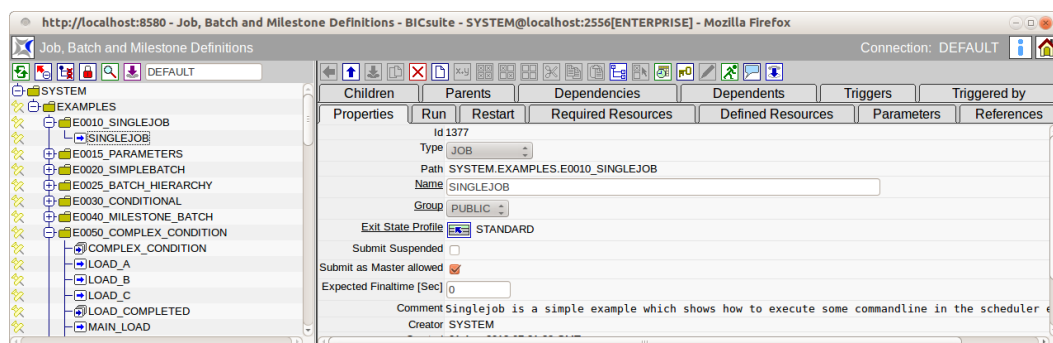 http://localhost:8580 - Job, Batch and Milestone Definitions - BICsuite - SYSTEM@localhost:2556[ENTERPRISE] - Mozilla Firefox
Job, Batch and Milestone Definitions
Connection: DEFAULT
DEFAULT
SYSTEM
EXAMPLES
E0010_SINGLEJOB
SINGLEJOB
E0015_PARAMETERS
E0020_SIMPLEBATCH
E0025_BATCH_HIERARCHY
E0030_CONDITIONAL
E0040_MILESTONE_BATCH
E0050_COMPLEX_CONDITION
COMPLEX_CONDITION
LOAD_A
LOAD_B
LOAD_C
LOAD_COMPLETED
MAIN_LOAD
Children Parents Dependencies Dependents Triggers Triggered by
Properties Run Restart Required Resources Defined Resources Parameters References
Id 1377
Type JOB
Path SYSTEM.EXAMPLES.E0010_SINGLEJOB
Name SINGLEJOB
Group PUBLIC
Exit State Profile STANDARD
Submit Suspended
Submit as Master allowed
Expected Finaltime [Sec] 0
Comment Singlejob is a simple example which shows how to execute some commandline in the scheduler
Creator SYSTEM